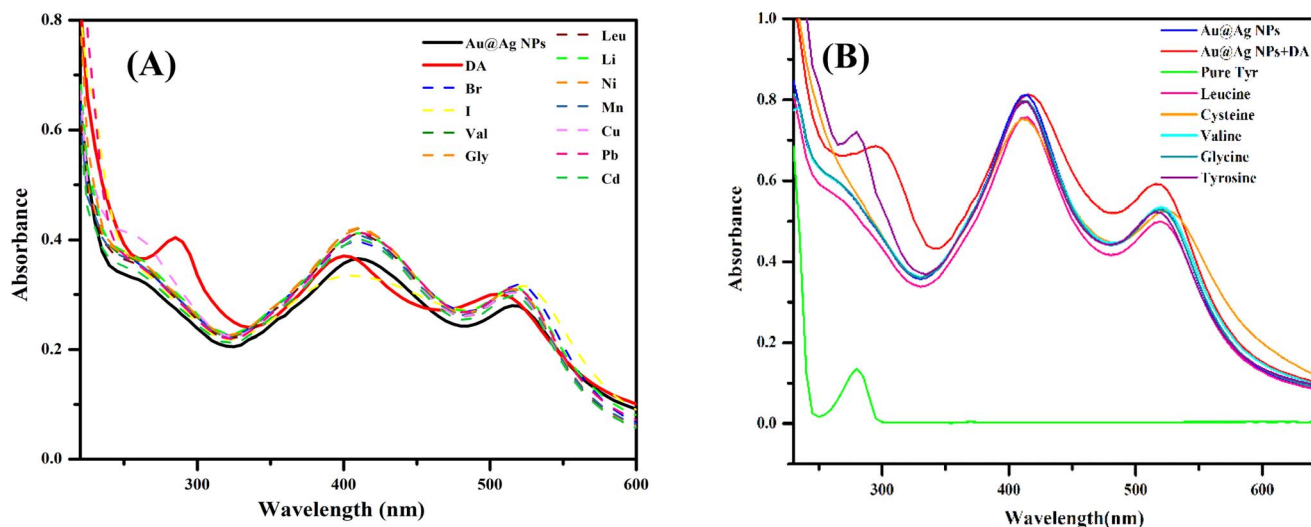 (A)
Au@Ag NPs
DA
Br
I
Val
Gly
Leu
Li
Ni
Mn
Cu
Pb
Cd
Absorbance
0.8
0.6
0.4
0.2
0.0
300
400
500
600
Wavelength (nm)
(B)
Au@Ag NPs
Au@Ag NPs+DA
Pure Tyr
Leucine
Cysteine
Valine
Glycine
Tyrosine
Absorbance
1.0
0.8
0.6
0.4
0.2
0.0
300
400
500
600
Wavelength(nm)